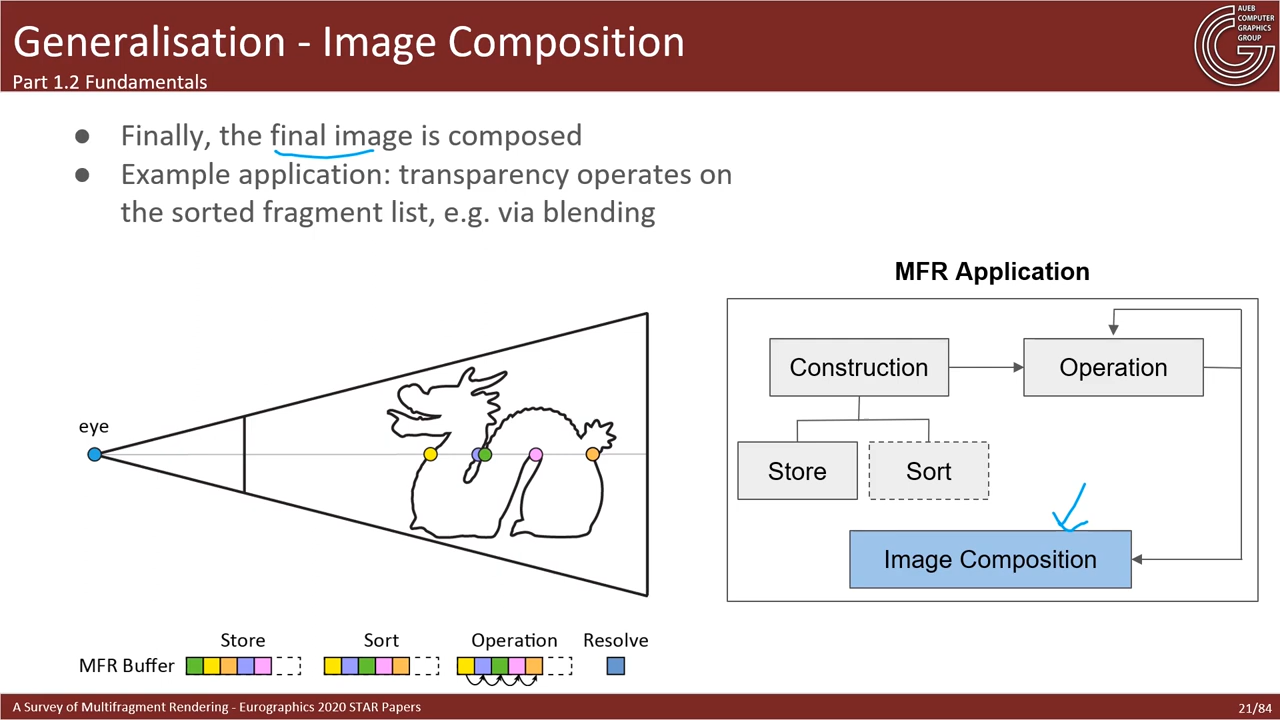 Generalisation - Image Composition
Part 1.2 Fundamentals
AUEB
COMPUTER
GRAPHICS
GROUP
● Finally, the final image is composed
● Example application: transparency operates on
the sorted fragment list, e.g. via blending
MFR Application
Construction
Operation
Store
Sort
Image Composition
eye
Store
Sort
Operation
Resolve
MFR Buffer
A Survey of Multifragment Rendering - Eurographics 2020 STAR Papers
21/84